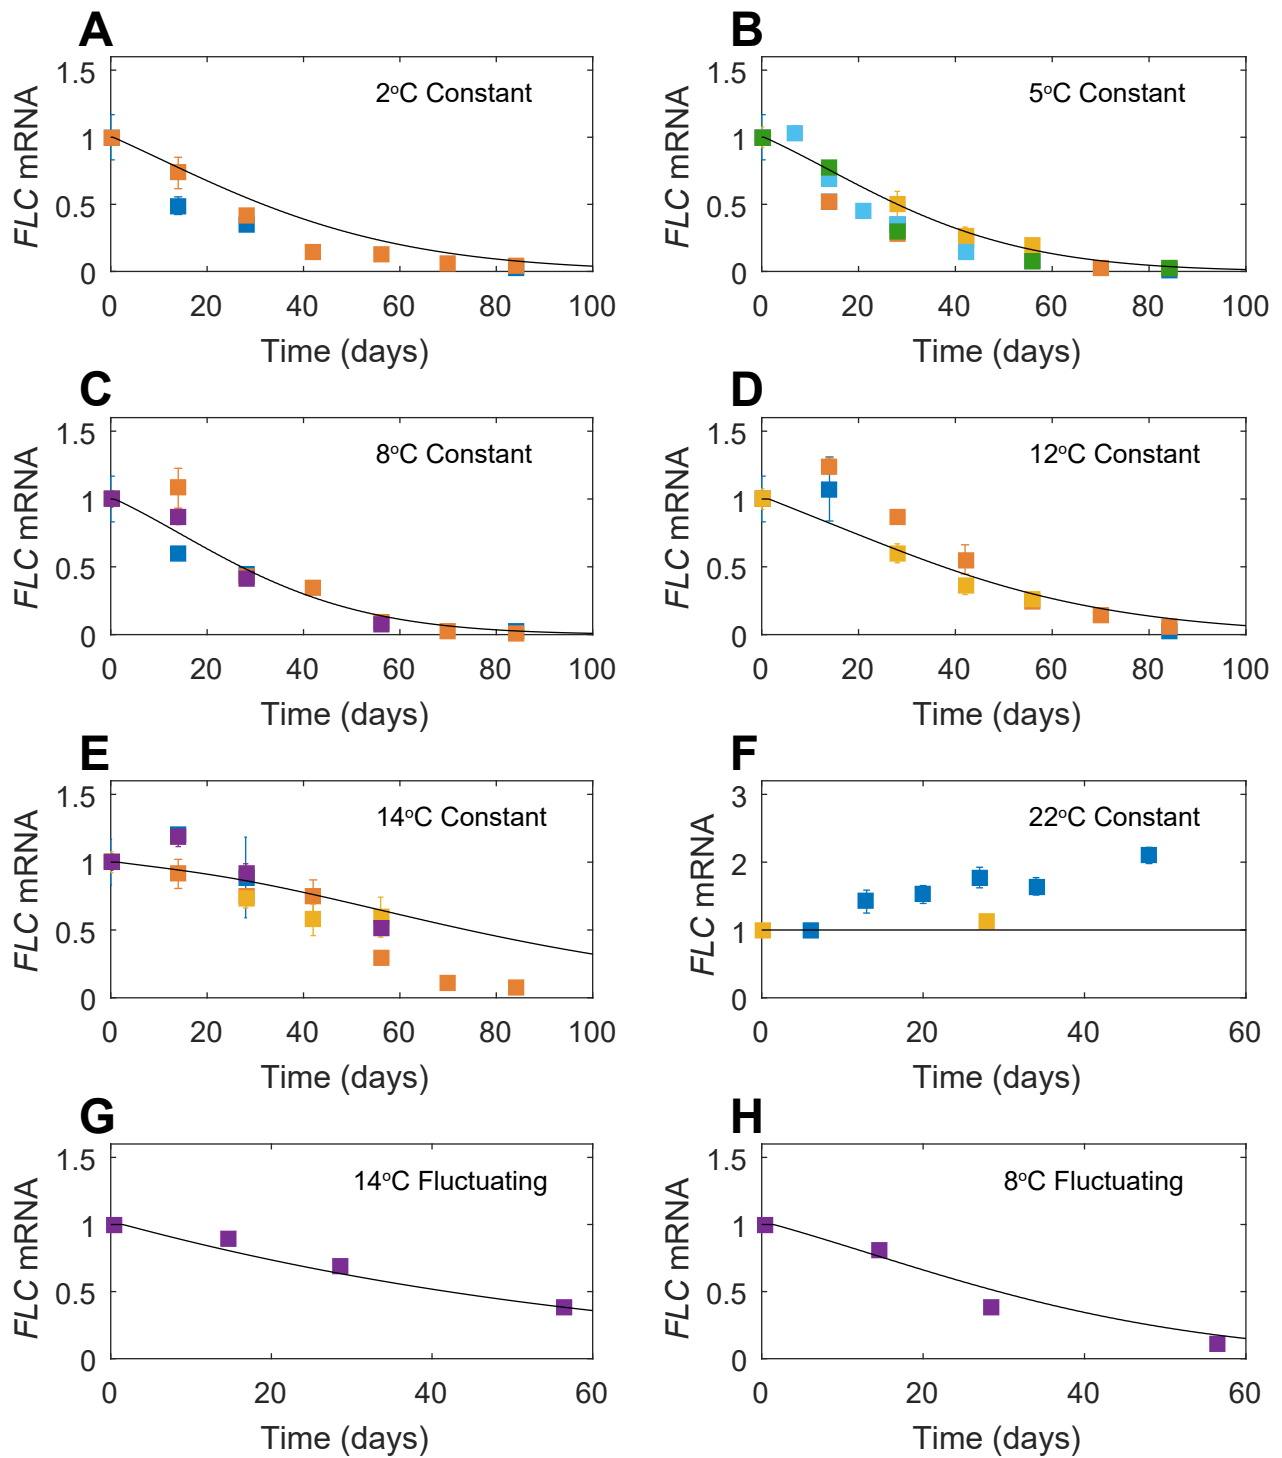 A
B
2°C Constant
5°C Constant
FLC mRNA
1.5
1
0.5
0
0 20 40 60 80 100
Time (days)
FLC mRNA
1.5
1
0.5
0
0 20 40 60 80 100
Time (days)
C
D
8°C Constant
12°C Constant
FLC mRNA
1.5
1
0.5
0
0 20 40 60 80 100
Time (days)
FLC mRNA
1.5
1
0.5
0
0 20 40 60 80 100
Time (days)
E
F
14°C Constant
22°C Constant
FLC mRNA
1.5
1
0.5
0
0 20 40 60 80 100
Time (days)
FLC mRNA
3
2
1
0
0 20 40 60
Time (days)
G
H
14°C Fluctuating
8°C Fluctuating
FLC mRNA
1.5
1
0.5
0
0 20 40 60
Time (days)
FLC mRNA
1.5
1
0.5
0
0 20 40 60
Time (days)